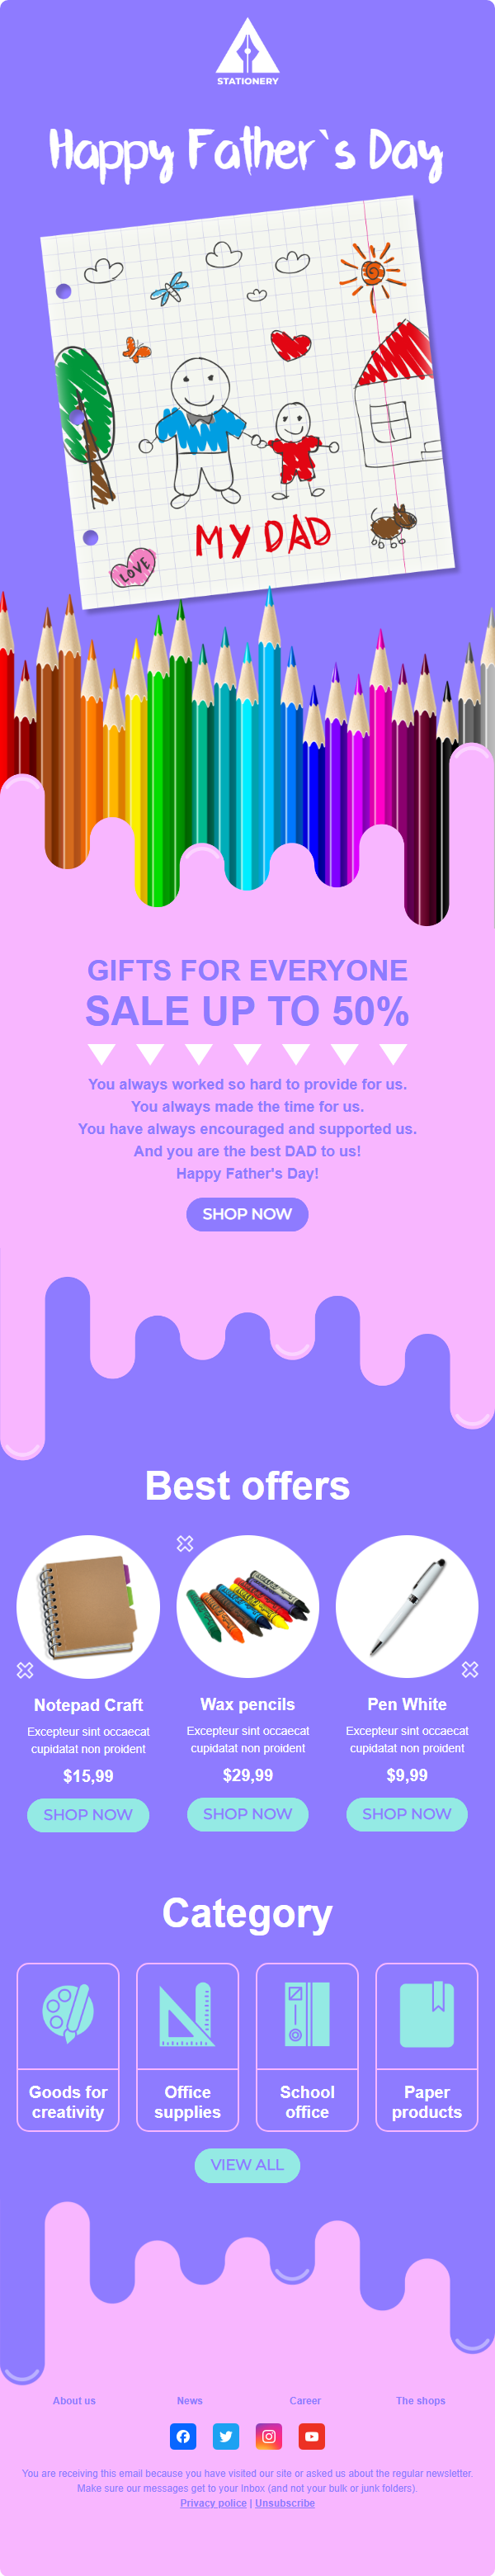 STATIONERY
Happy Father`s Day
MY DAD
LOVE
GIFTS FOR EVERYONE
SALE UP TO 50%
You always worked so hard to provide for us.
You always made the time for us.
You have always encouraged and supported us.
And you are the best DAD to us!
Happy Father's Day!
SHOP NOW
Best offers
Notepad Craft
Excepteur sint occaecat
cupidatat non proident
$15,99
SHOP NOW
Wax pencils
Excepteur sint occaecat
cupidatat non proident
$29,99
SHOP NOW
Pen White
Excepteur sint occaecat
cupidatat non proident
$9,99
SHOP NOW
Category
Goods for
creativity
Office
supplies
School
office
Paper
products
VIEW ALL
About us News Career The shops
You are receiving this email because you have visited our site or asked us about the regular newsletter.
Make sure our messages get to your Inbox (and not your bulk or junk folders).
Privacy police | Unsubscribe